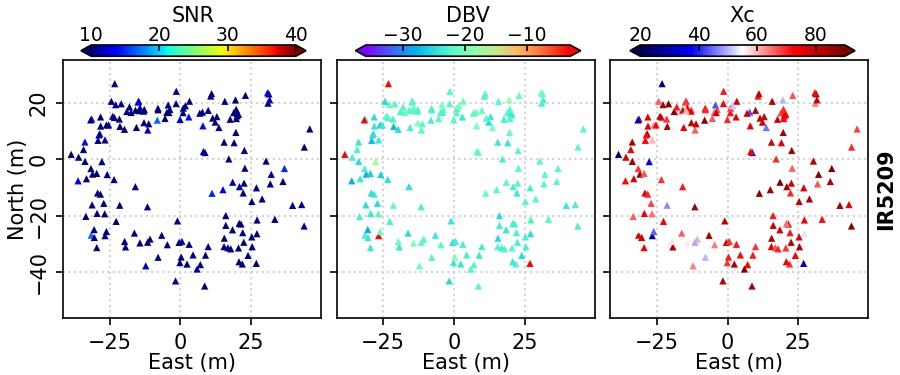 SNR DBV Xc
10 20 30 40 −30 −20 −10 20 40 60 80
20
0
−20
−40
North (m)
IR5209
−25 0 25 −25 0 25 −25 0 25
East (m) East (m) East (m)